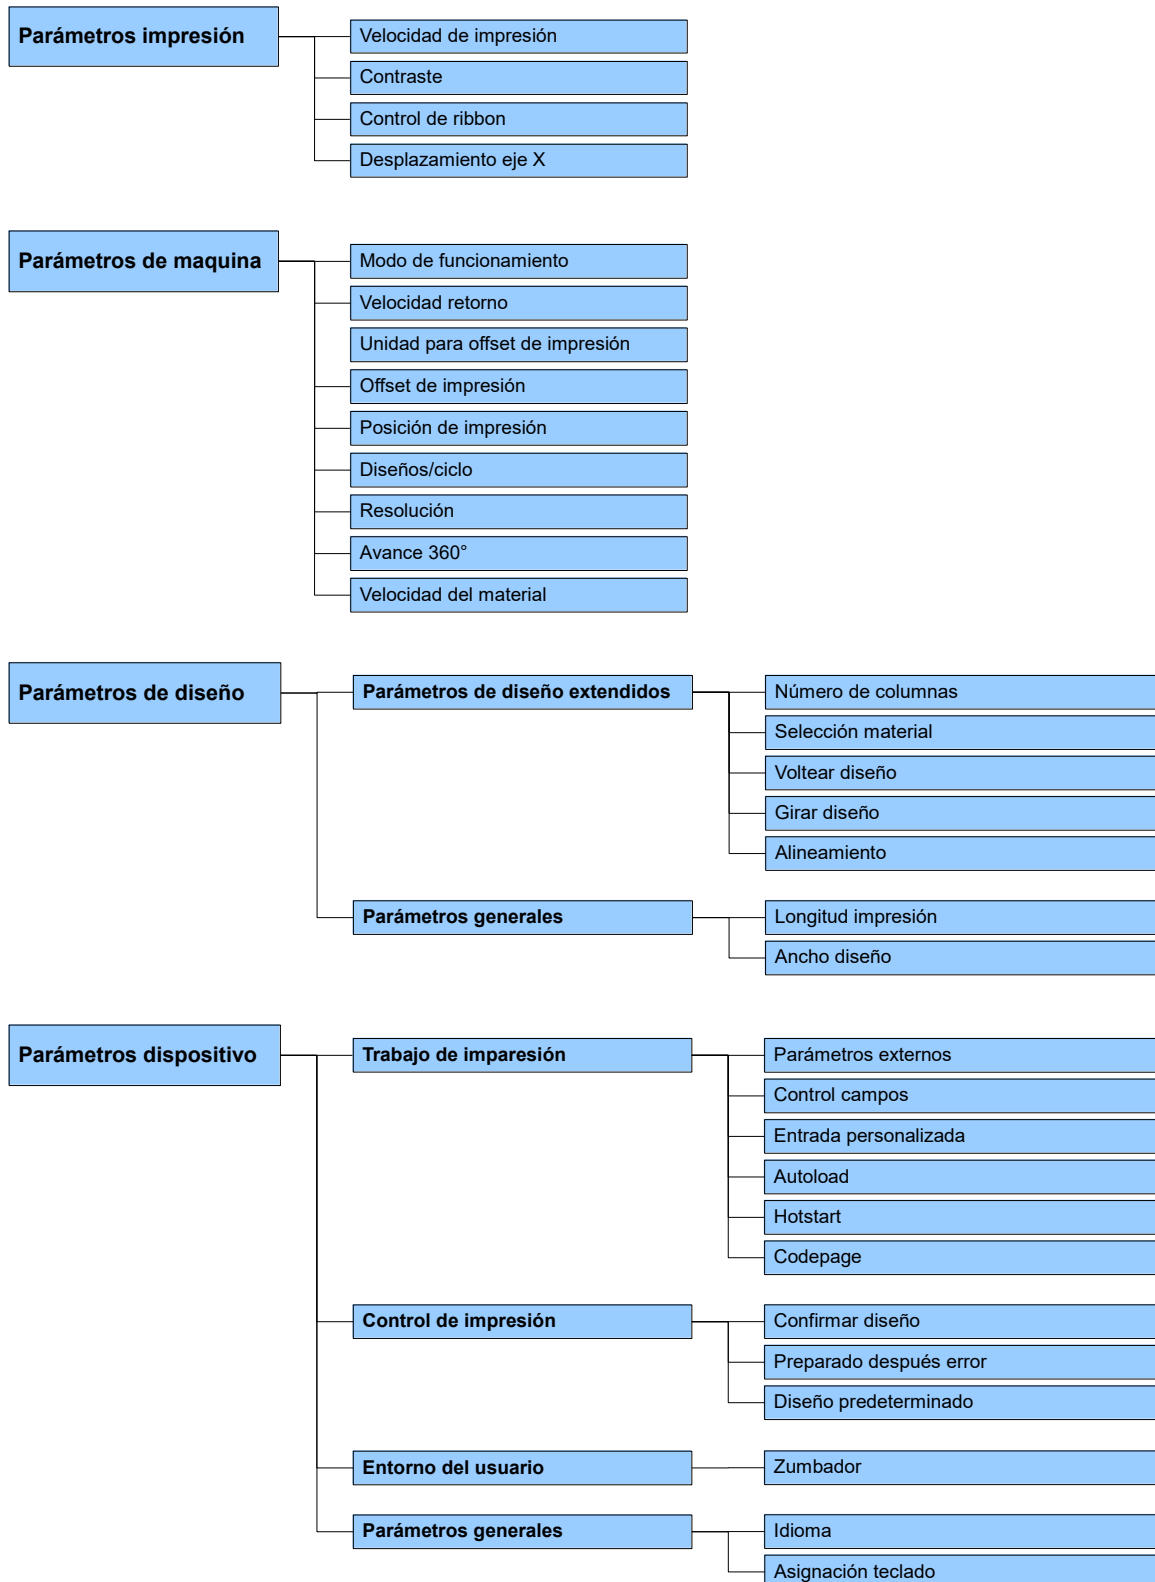 Parámetros impresión
Velocidad de impresión
Contraste
Control de ribbon
Desplazamiento eje X
Parámetros de maquina
Modo de funcionamiento
Velocidad retorno
Unidad para offset de impresión
Offset de impresión
Posición de impresión
Diseños/ciclo
Resolución
Avance 360°
Velocidad del material
Parámetros de diseño
Parámetros de diseño extendidos
Número de columnas
Selección material
Voltear diseño
Girar diseño
Alineamiento
Parámetros generales
Longitud impresión
Ancho diseño
Parámetros dispositivo
Trabajo de imparesión
Parámetros externos
Control campos
Entrada personalizada
Autoload
Hotstart
Codepage
Control de impresión
Confirmar diseño
Preparado después error
Diseño predeterminado
Entorno del usuario
Zumbador
Parámetros generales
Idioma
Asignación teclado